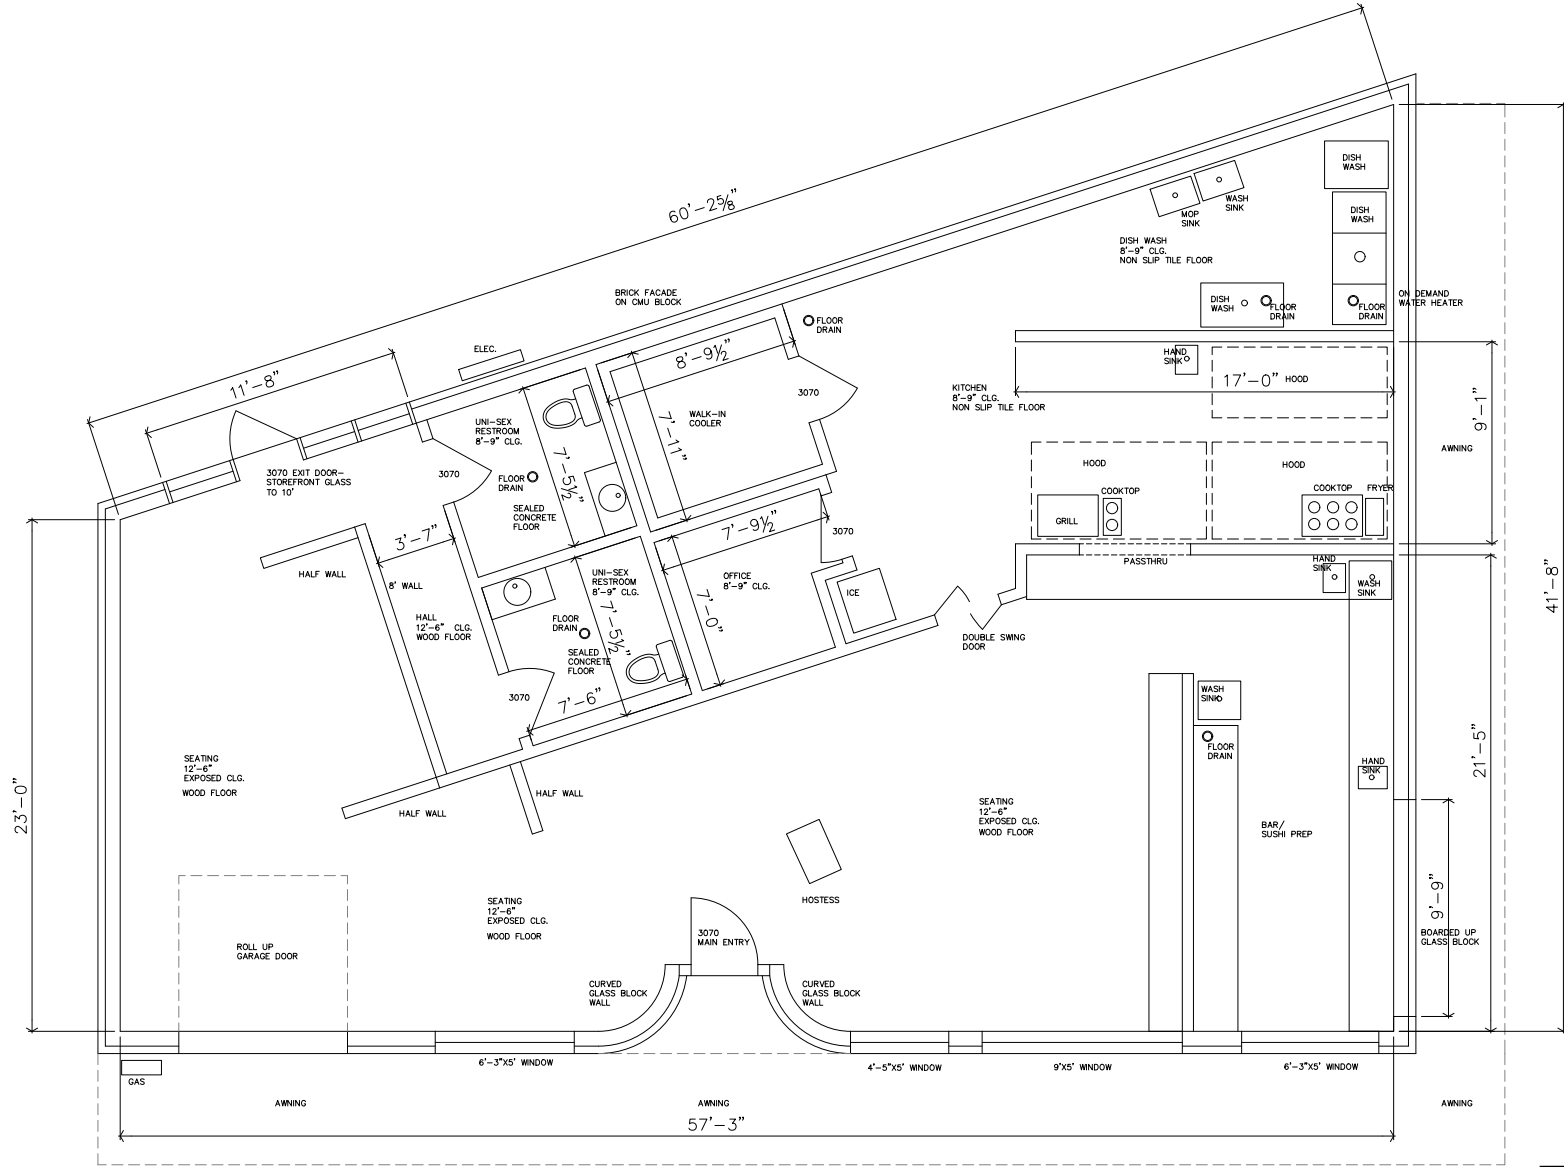 60'-2⅝"
DISH
WASH
DISH
WASH
WASH
SINK
MOP
SINK
DISH WASH
8'-9" CLG.
NON SLIP TILE FLOOR
BRICK FACADE
ON CMU BLOCK
DISH
WASH
FLOOR
DRAIN
FLOOR
DRAIN
ON DEMAND
WATER HEATER
FLOOR
DRAIN
ELEC.
11'-8"
8'-9½"
HAND
SINK
17'-0"
HOOD
KITCHEN
8'-9" CLG.
NON SLIP TILE FLOOR
3070
9'-1"
UNI-SEX
RESTROOM
8'-9" CLG.
WALK-IN
COOLER
7'-11"
AWNING
HOOD
HOOD
3070 EXIT DOOR-
STOREFRONT GLASS
TO 10'
3070
FLOOR
DRAIN
7'-5½"
COOKTOP
COOKTOP
FRYER
SEALED
CONCRETE
FLOOR
GRILL
7'-9½"
3070
3'-7"
PASSTHRU
HAND
SINK
WASH
SINK
HALF WALL
8' WALL
UNI-SEX
RESTROOM
8'-9" CLG.
OFFICE
8'-9" CLG.
7'-0"
ICE
41'-8"
HALL
12'-6" CLG.
WOOD FLOOR
FLOOR
DRAIN
7'-5½"
SEALED
CONCRETE
FLOOR
DOUBLE SWING
DOOR
3070
7'-6"
WASH
SINK
FLOOR
DRAIN
21'-5"
SEATING
12'-6"
EXPOSED CLG.
WOOD FLOOR
HAND
SINK
23'-0"
HALF WALL
HALF WALL
SEATING
12'-6"
EXPOSED CLG.
WOOD FLOOR
BAR/
SUSHI PREP
9'-9"
HOSTESS
SEATING
12'-6"
EXPOSED CLG.
WOOD FLOOR
3070
MAIN ENTRY
BOARDED UP
GLASS BLOCK
ROLL UP
GARAGE DOOR
CURVED
GLASS BLOCK
WALL
CURVED
GLASS BLOCK
WALL
6'-3"X5' WINDOW
4'-5"X5' WINDOW
9'X5' WINDOW
6'-3"X5' WINDOW
GAS
AWNING
AWNING
AWNING
57'-3"